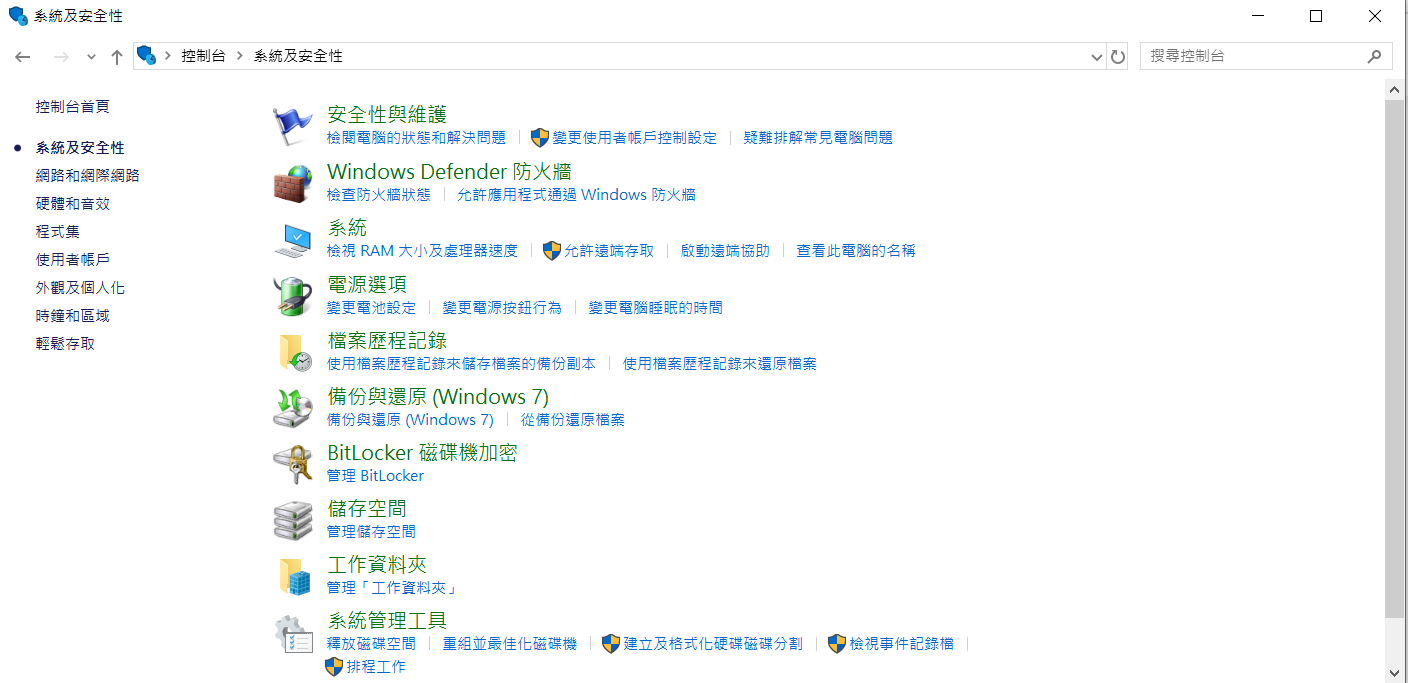 系統及安全性
控制台 系統及安全性 搜尋控制台
控制台首頁
系統及安全性
網路和網際網路
硬體和音效
程式集
使用者帳戶
外觀及個人化
時鐘和區域
輕鬆存取
安全性與維護
檢閱電腦的狀態和解決問題 變更使用者帳戶控制設定 疑難排解常見電腦問題
Windows Defender 防火牆
檢查防火牆狀態 允許應用程式通過 Windows 防火牆
系統
檢視 RAM 大小及處理器速度 允許遠端存取 啟動遠端協助 查看此電腦的名稱
電源選項
變更電池設定 變更電源按鈕行為 變更電腦睡眠的時間
檔案歷程記錄
使用檔案歷程記錄來儲存檔案的備份副本 使用檔案歷程記錄來還原檔案
備份與還原 (Windows 7)
備份與還原 (Windows 7) 從備份還原檔案
BitLocker 磁碟機加密
管理 BitLocker
儲存空間
管理儲存空間
工作資料夾
管理「工作資料夾」
系統管理工具
釋放磁碟空間 重組並最佳化磁碟機 建立及格式化硬碟磁碟分割 檢視事件記錄檔
排程工作